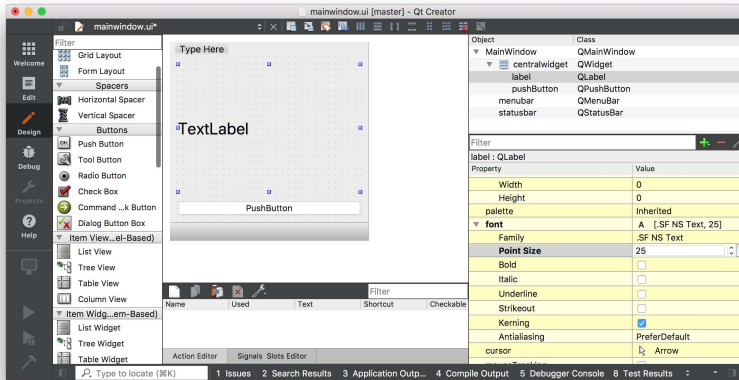 mainwindow.ui [master] - Qt Creator
mainwindow.ui*
Welcome
Edit
Design
Debug
Projects
Help
Filter
Grid Layout
Form Layout
Spacers
Horizontal Spacer
Vertical Spacer
Buttons
OK Push Button
Tool Button
Radio Button
Check Box
Command ...k Button
Dialog Button Box
Item View...el-Based)
List View
Tree View
Table View
Column View
Item Widg...em-Based)
List Widget
Tree Widget
Table Widget
Type Here
TextLabel
PushButton
Filter
Name Used Text Shortcut Checkable
Action Editor Signals Slots Editor
Object Class
MainWindow QMainWindow
centralwidget QWidget
label QLabel
pushButton QPushButton
menubar QMenuBar
statusbar QStatusBar
Filter
label : QLabel
Property Value
Width 0
Height 0
palette Inherited
font A [.SF NS Text, 25]
Family .SF NS Text
Point Size 25
Bold
Italic
Underline
Strikeout
Kerning
Antialiasing PreferDefault
cursor Arrow
Type to locate (⌘K) 1 Issues 2 Search Results 3 Application Outp... 4 Compile Output 5 Debugger Console 8 Test Results